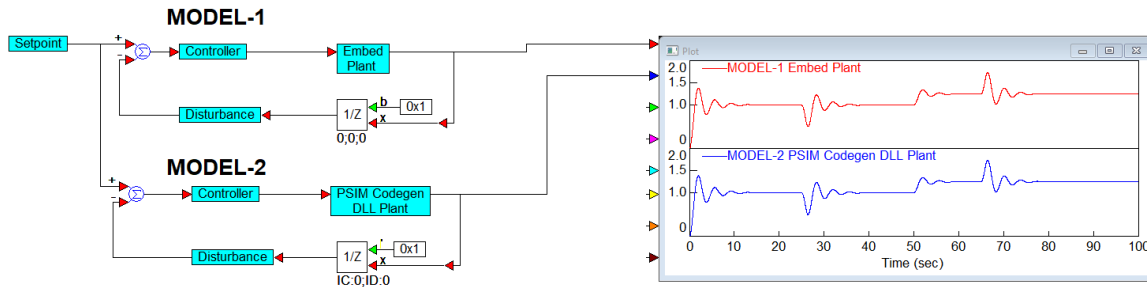 MODEL-1
Setpoint
+
-
Σ
Controller
Embed
Plant
Disturbance
1/Z
b
x
0x1
0;0;0
MODEL-2
+
-
Σ
Controller
PSIM Codegen
DLL Plant
Disturbance
1/Z
x
0x1
IC:0;ID:0
Plot
MODEL-1 Embed Plant
2.0
1.5
1.0
0
MODEL-2 PSIM Codegen DLL Plant
2.0
1.5
1.0
0
0 10 20 30 40 50 60 70 80 90 100
Time (sec)